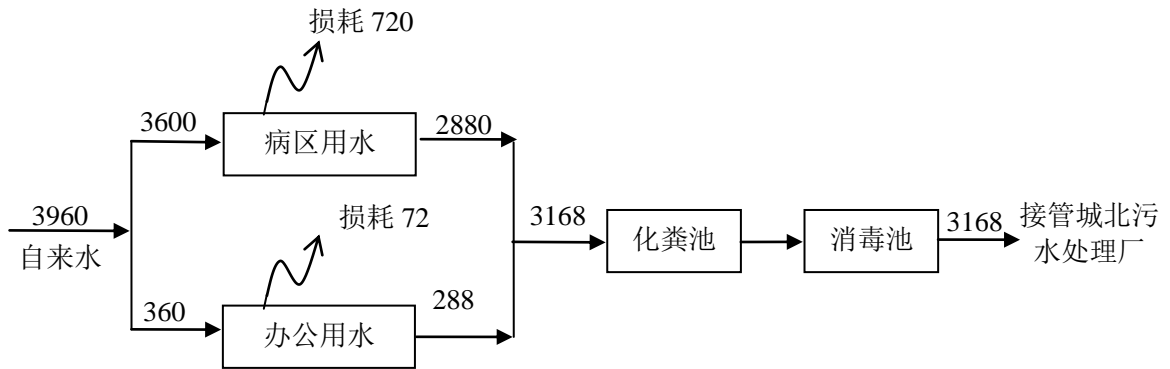 损耗 720
3600
病区用水
2880
3960
自来水
损耗 72
360
办公用水
288
3168
化粪池
消毒池
3168
接管城北污
水处理厂